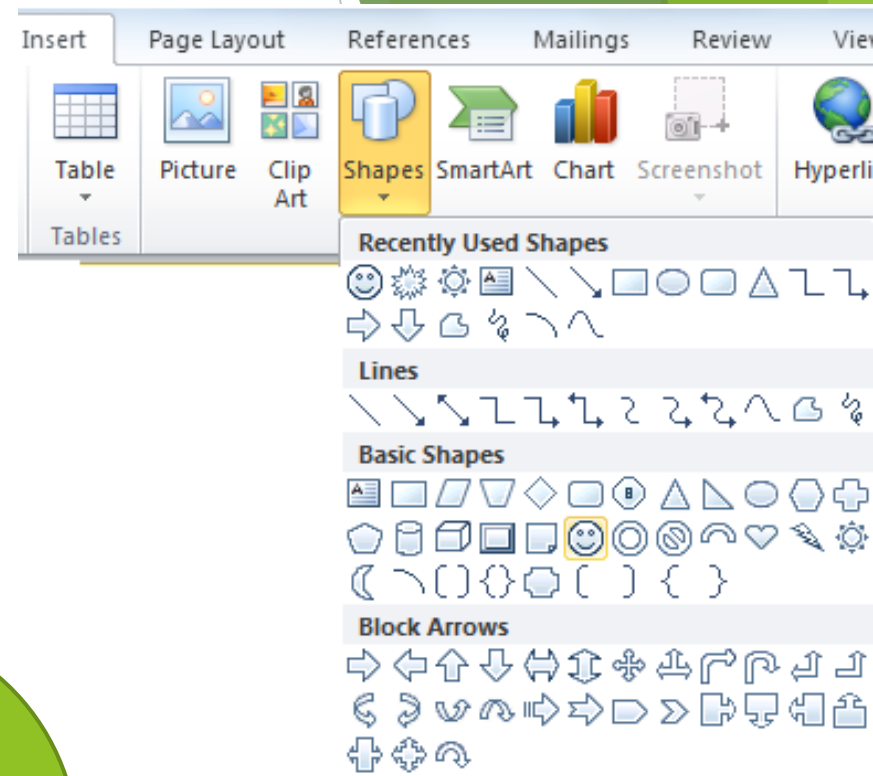 Insert Page Layout References Mailings Review View
Table Picture Clip Art Shapes SmartArt Chart Screenshot
Tables
Recently Used Shapes
Lines
Basic Shapes
Block Arrows